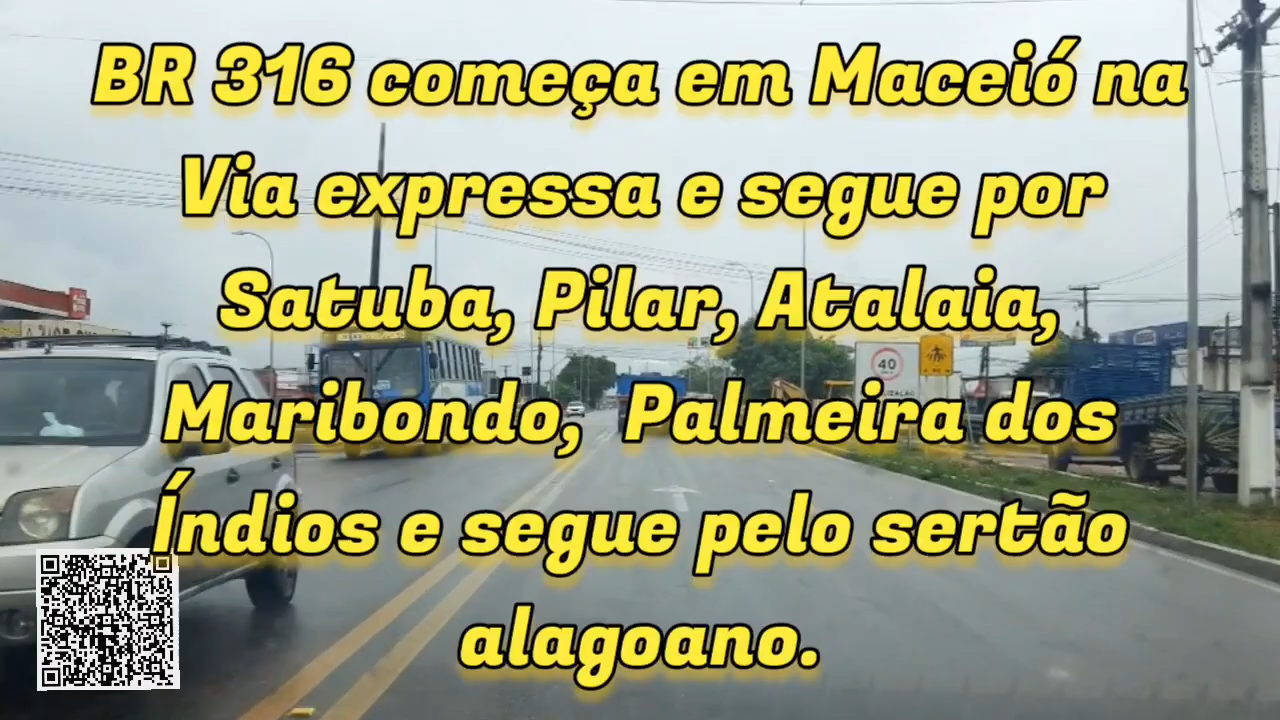 BR 316 começa em Maceió na
Via expressa e segue por
Satuba, Pilar, Atalaia,
Maribondo, Palmeira dos
Índios e segue pelo sertão
alagoano.
40